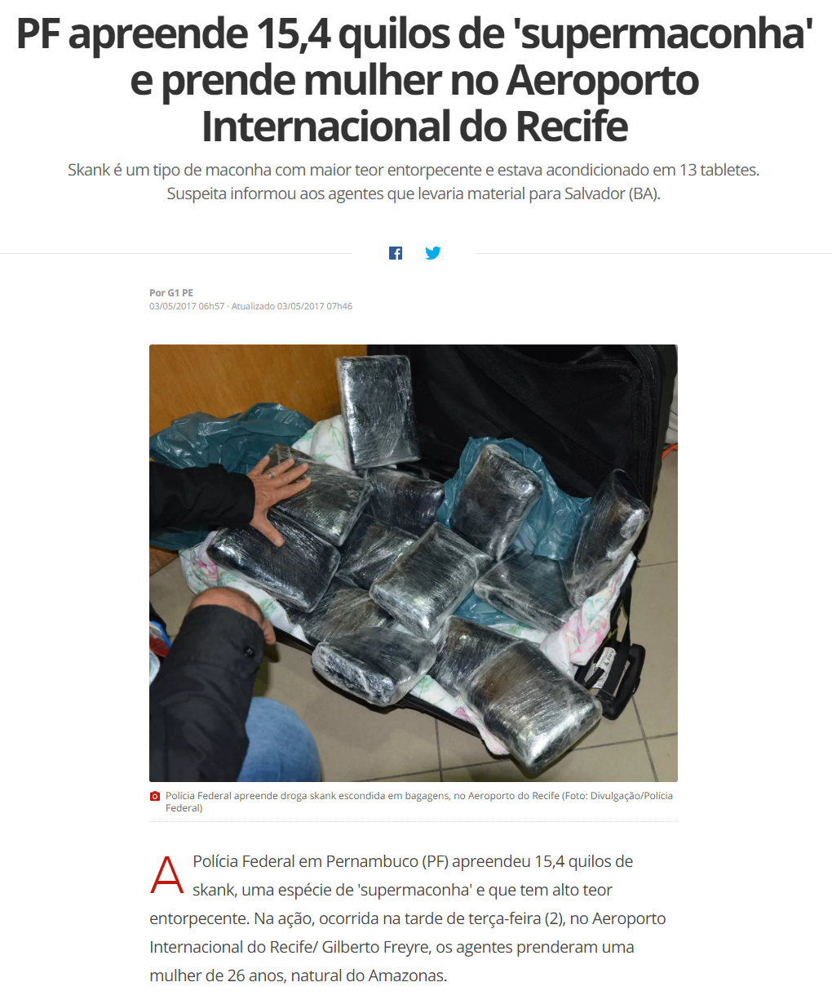 PF apreende 15,4 quilos de 'supermaconha'
e prende mulher no Aeroporto
Internacional do Recife
Skank é um tipo de maconha com maior teor entorpecente e estava acondicionado em 13 tabletes.
Suspeita informou aos agentes que levaria material para Salvador (BA).
Por G1 PE
03/05/2017 06h57 · Atualizado 03/05/2017 07h46
Polícia Federal apreende droga skank escondida em bagagens, no Aeroporto do Recife (Foto: Divulgação/Polícia
Federal)
A Polícia Federal em Pernambuco (PF) apreendeu 15,4 quilos de
skank, uma espécie de 'supermaconha' e que tem alto teor
entorpecente. Na ação, ocorrida na tarde de terça-feira (2), no Aeroporto
Internacional do Recife/ Gilberto Freyre, os agentes prenderam uma
mulher de 26 anos, natural do Amazonas.